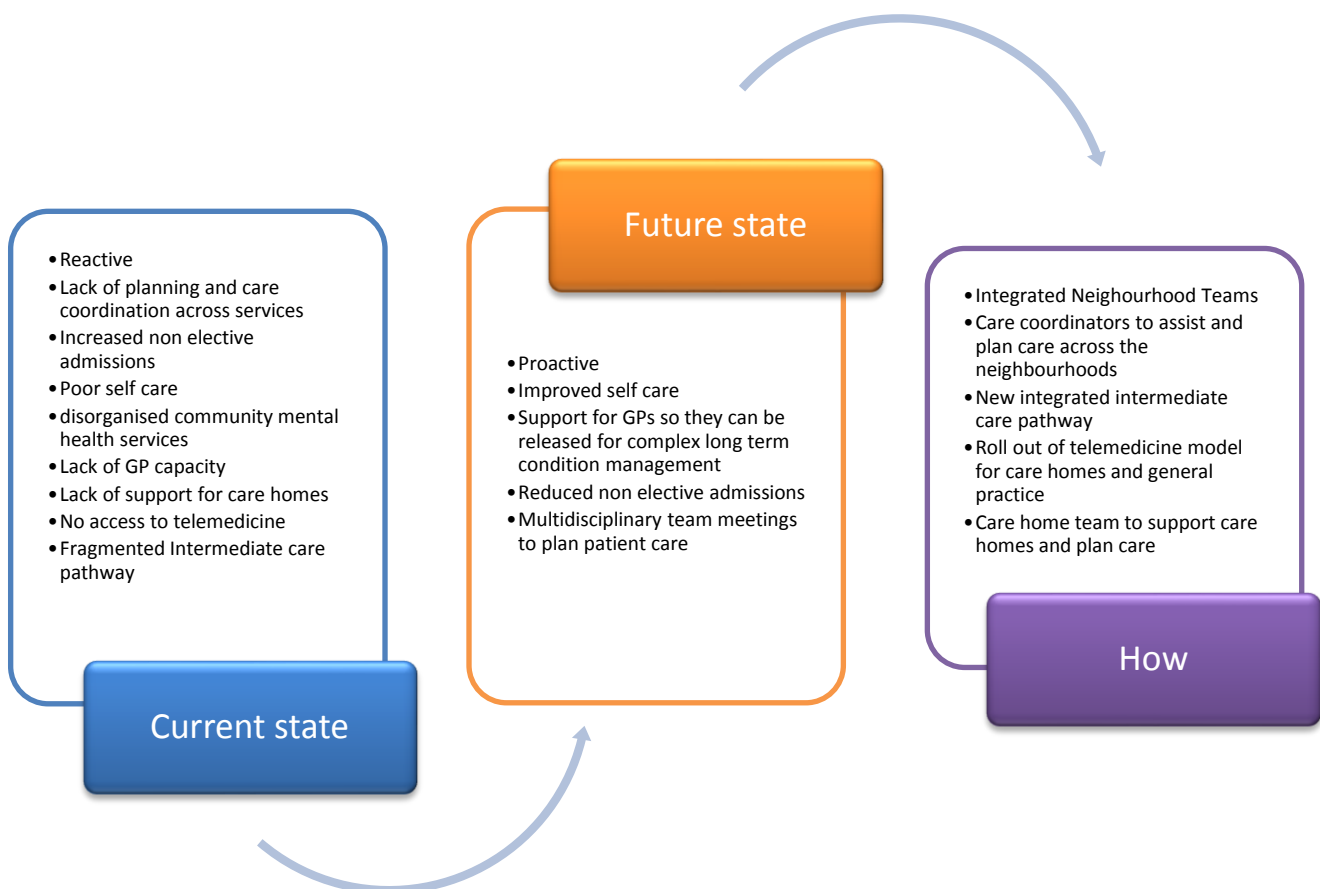 • Reactive
• Lack of planning and care
coordination across services
• Increased non elective
admissions
• Poor self care
• disorganised community mental
health services
• Lack of GP capacity
• Lack of support for care homes
• No access to telemedicine
• Fragmented Intermediate care
pathway
Current state
Future state
• Proactive
• Improved self care
• Support for GPs so they can be
released for complex long term
condition management
• Reduced non elective admissions
• Multidisciplinary team meetings
to plan patient care
• Integrated Neighourhood Teams
• Care coordinators to assist and
plan care across the
neighbourhoods
• New integrated intermediate
care pathway
• Roll out of telemedicine model
for care homes and general
practice
• Care home team to support care
homes and plan care
How